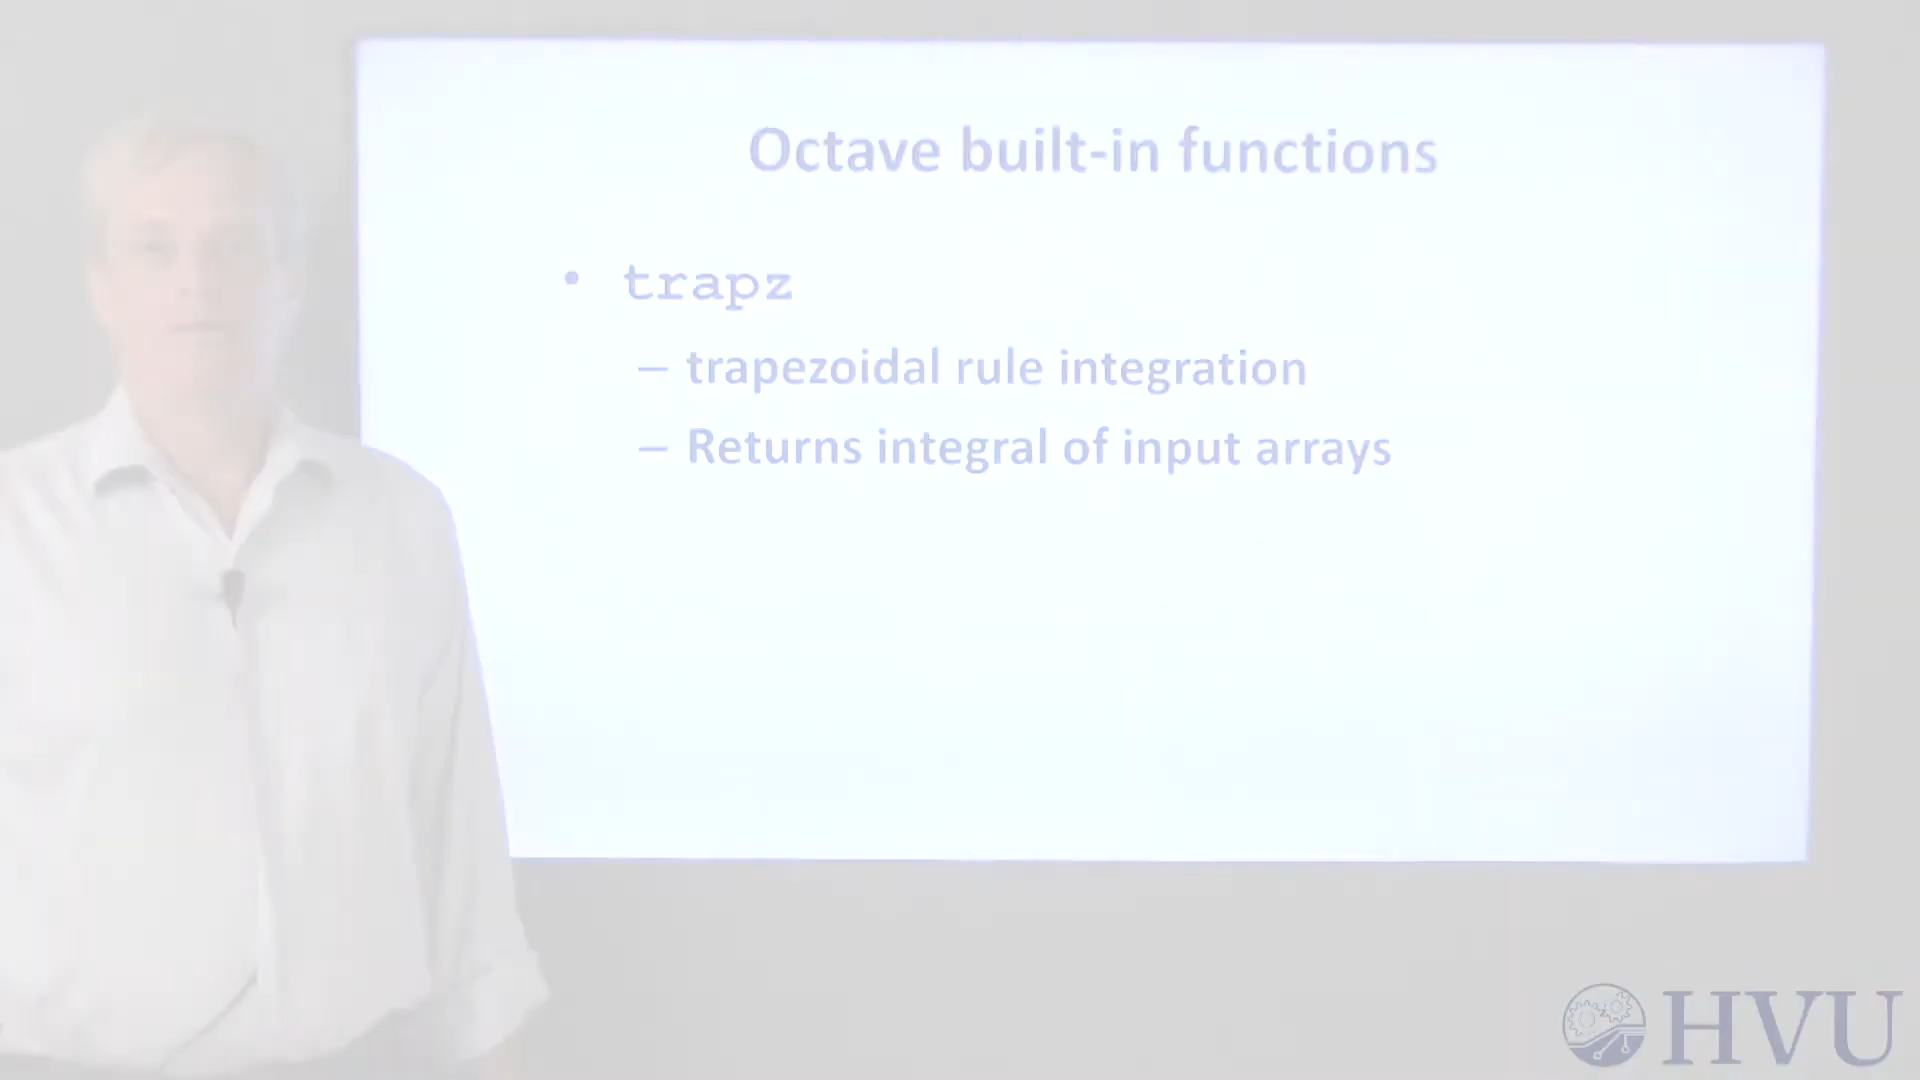 Octave built-in functions
• trapz
– trapezoidal rule integration
– Returns integral of input arrays
HVU